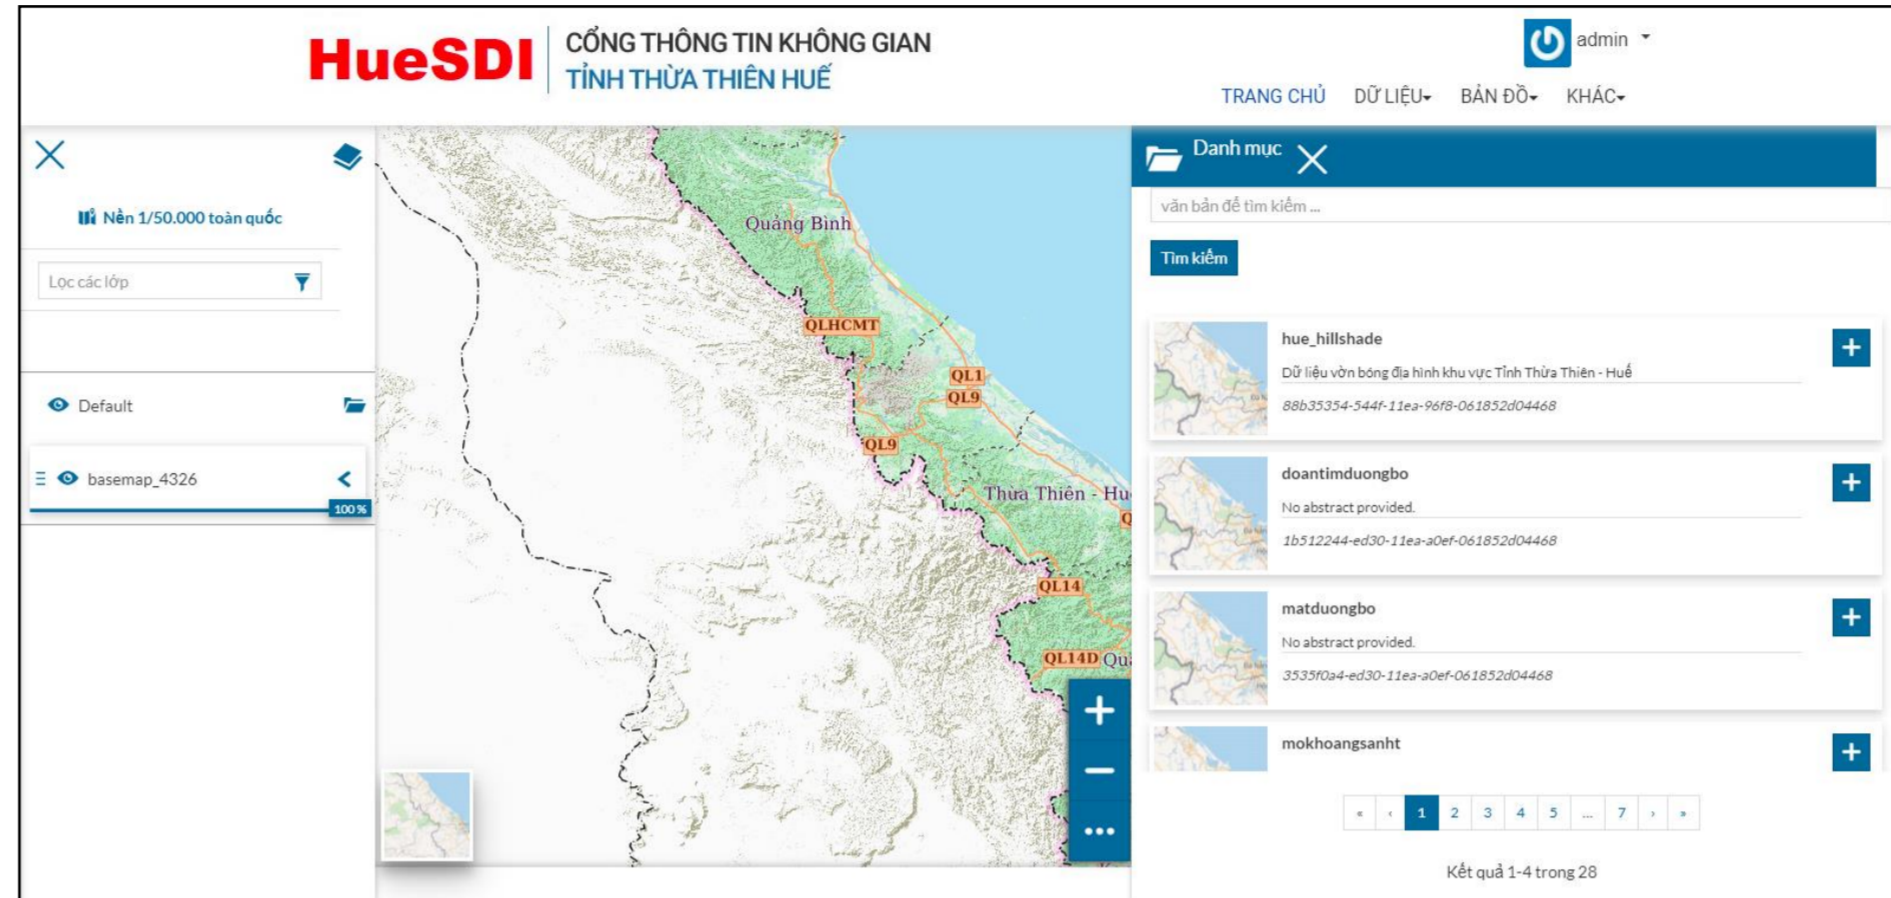 HueSDI
CỔNG THÔNG TIN KHÔNG GIAN
TỈNH THỪA THIÊN HUẾ
admin
TRANG CHỦ DỮ LIỆU BẢN ĐỒ KHÁC
Nền 1/50.000 toàn quốc
Lọc các lớp
Default
basemap_4326
100 %
Quảng Bình
QLHCMT
QL1
QL9
QL9
Thừa Thiên - Hu
QL14
QL14D Qu
Danh mục
văn bản để tìm kiếm ...
Tìm kiếm
hue_hillshade
Dữ liệu vờn bóng địa hình khu vực Tỉnh Thừa Thiên - Huế
88b35354-544f-11ea-96f8-061852d04468
doantimduongbo
No abstract provided.
1b512244-ed30-11ea-a0ef-061852d04468
matduongbo
No abstract provided.
3535f0a4-ed30-11ea-a0ef-061852d04468
mokhoangsanht
« ‹ 1 2 3 4 5 ... 7 › »
Kết quả 1-4 trong 28